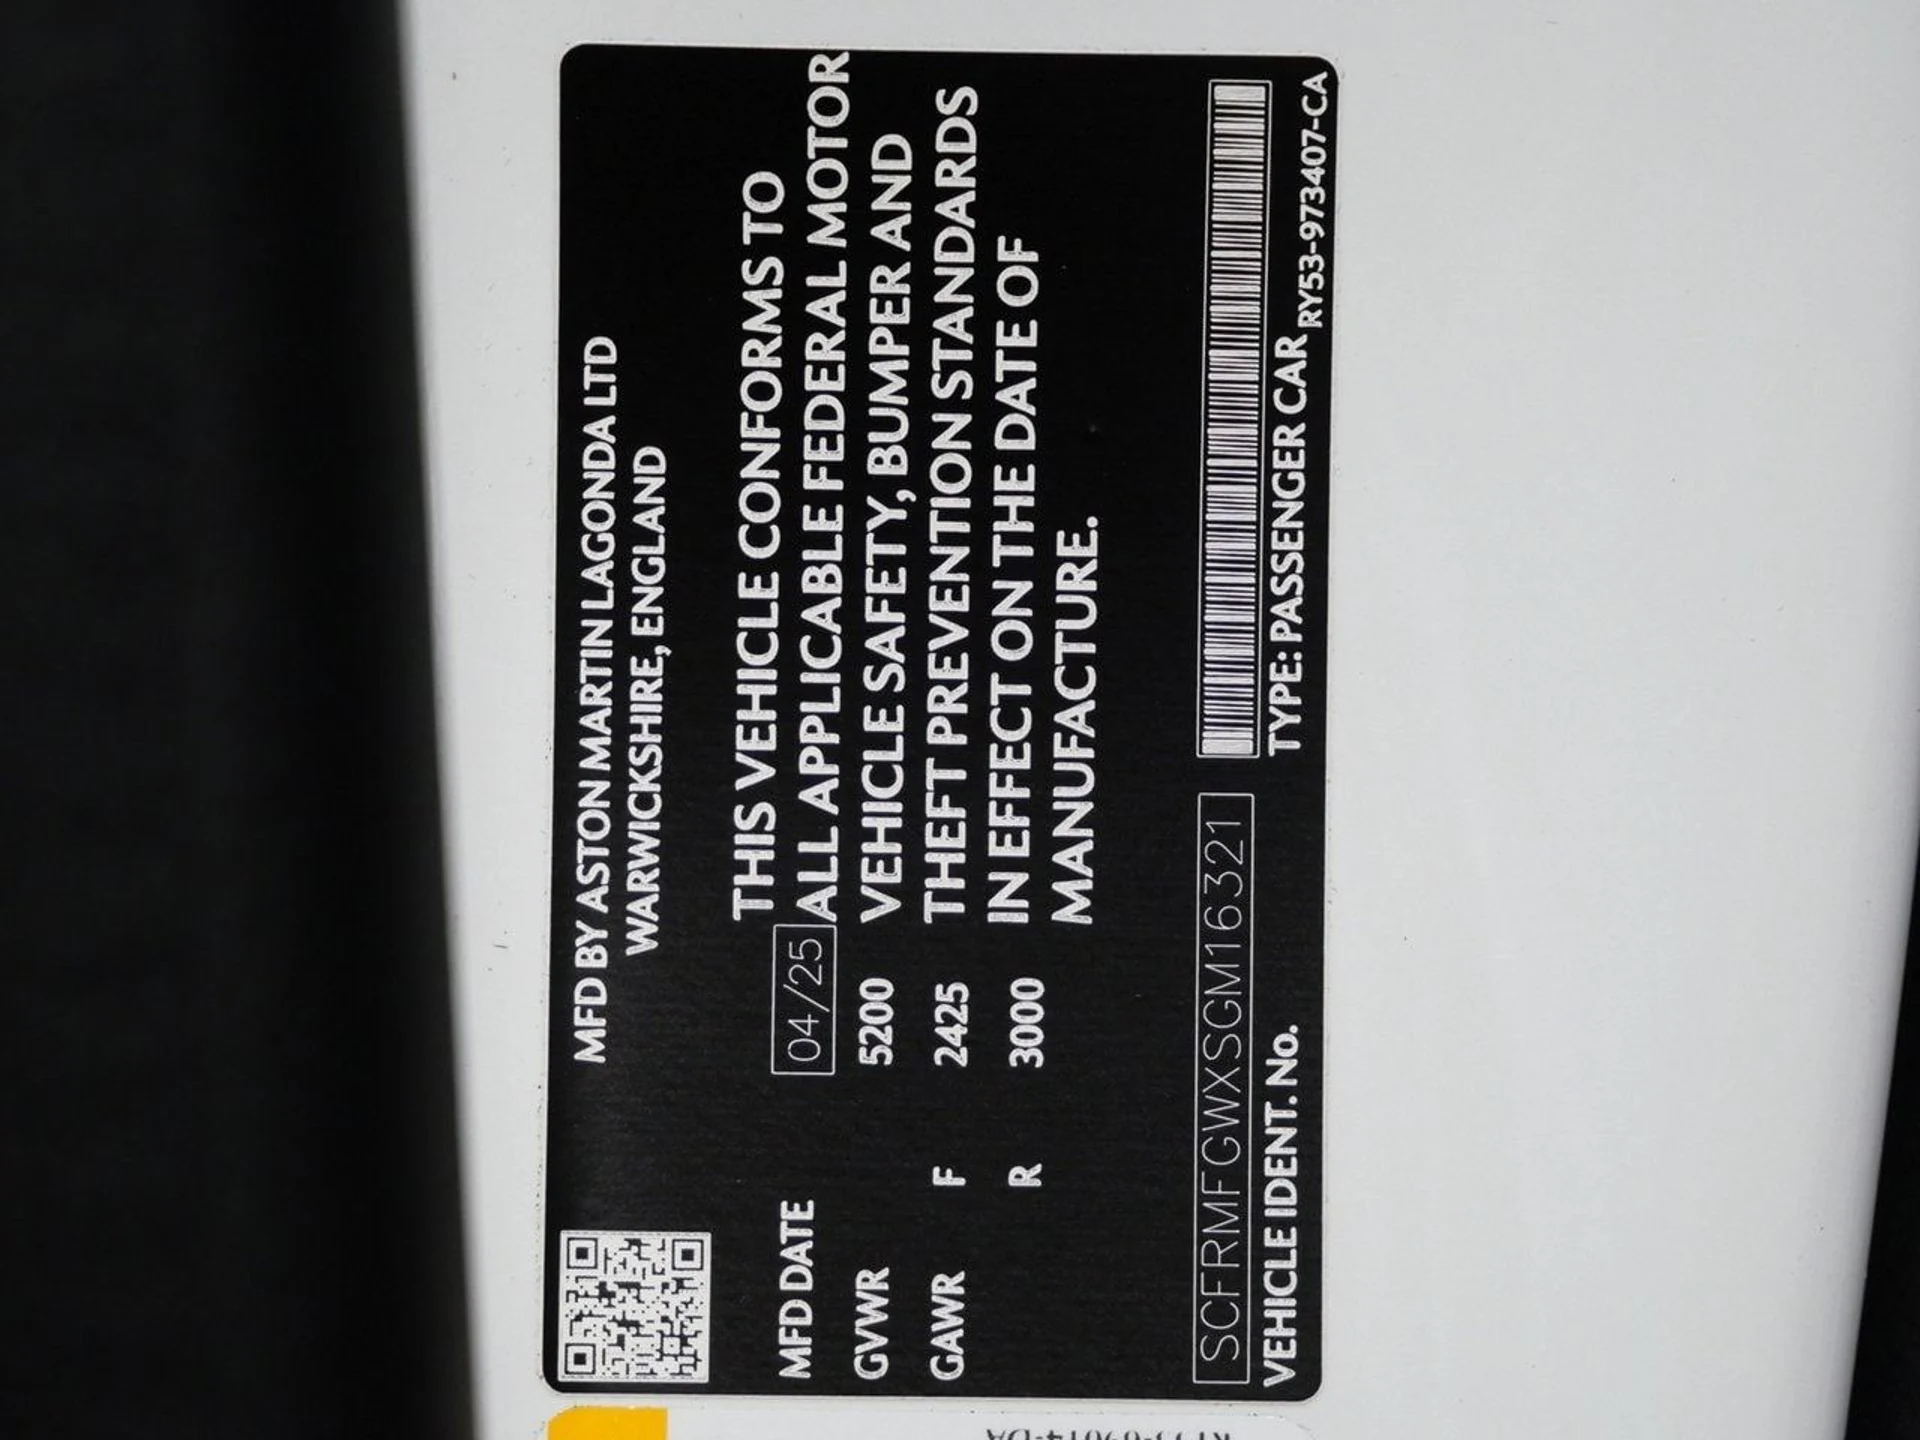 MFD BY ASTON MARTIN LAGONDA LTD
WARWICKSHIRE, ENGLAND
THIS VEHICLE CONFORMS TO
MFD DATE 04/25 ALL APPLICABLE FEDERAL MOTOR
GVWR 5200 VEHICLE SAFETY, BUMPER AND
GAWR F 2425 THEFT PREVENTION STANDARDS
R 3000 IN EFFECT ON THE DATE OF
MANUFACTURE.
SCFRMFGWXSGM16321
VEHICLE IDENT. No. TYPE: PASSENGER CAR
RY53-973407-CA